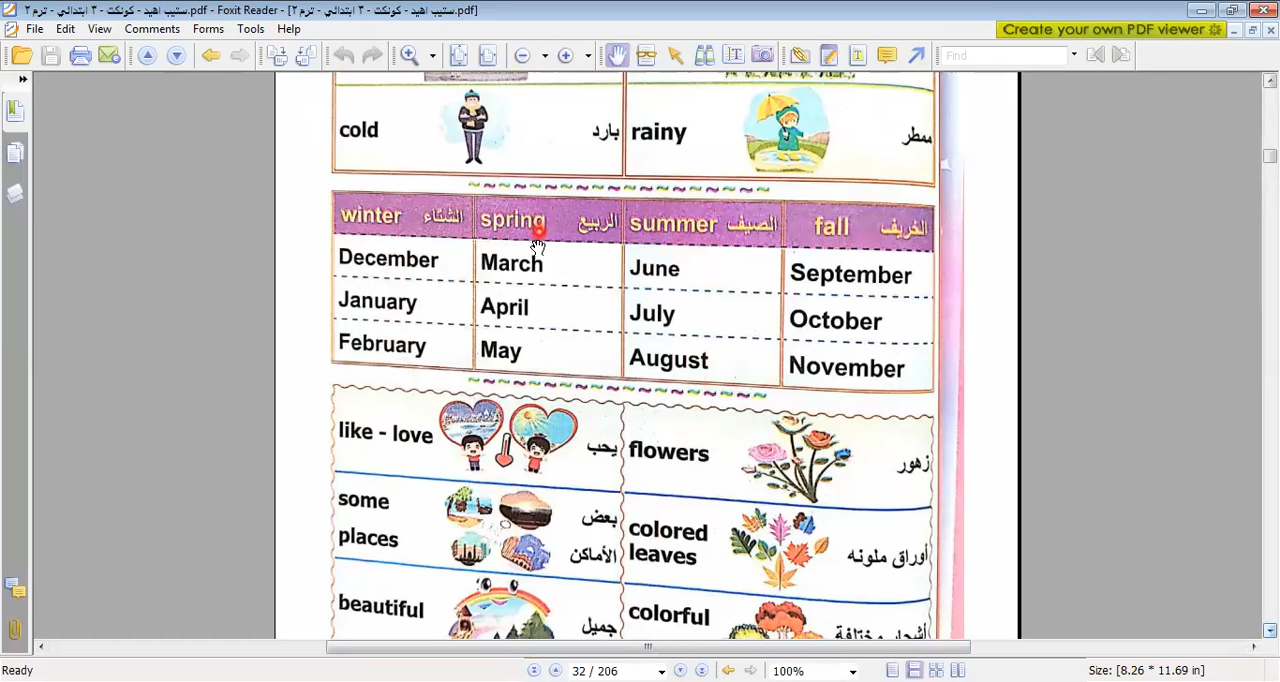 ستيب اهيد - كونكت - ٣ ابتدائي - ترم ٢.pdf - Foxit Reader - [ستيب اهيد - كونكت - ٣ ابتدائي - ترم ٢.pdf]
File Edit View Comments Forms Tools Help
Create your own PDF viewer
Find
cold بارد rainy ممطر
winter الشتاء spring الربيع summer الصيف fall الخريف
December March June September
January April July October
February May August November
like - love يحب flowers زهور
some places بعض الأماكن
colored leaves أوراق ملونه
beautiful جميل colorful أشجار مختلفة
Ready 32 / 206 100% Size: [8.26 * 11.69 in]